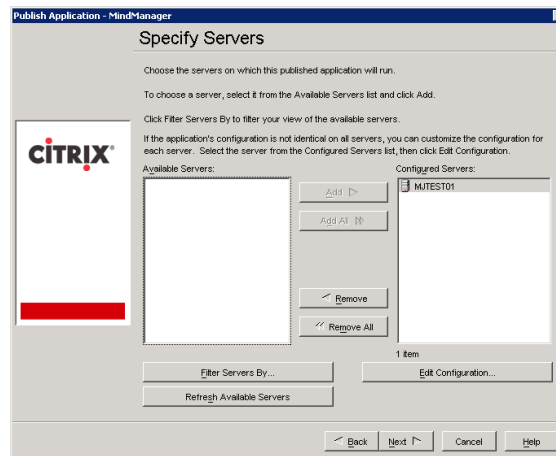 Publish Application - MindManager
Specify Servers
Choose the servers on which this published application will run.
To choose a server, select it from the Available Servers list and click Add.
Click Filter Servers By to filter your view of the available servers.
If the application's configuration is not identical on all servers, you can customize the configuration for
each server. Select the server from the Configured Servers list, then click Edit Configuration.
CITRIX®
Available Servers:
Configured Servers:
Add
MJTEST01
Add All
Remove
Remove All
1 item
Filter Servers By...
Edit Configuration...
Refresh Available Servers
Back
Next
Cancel
Help